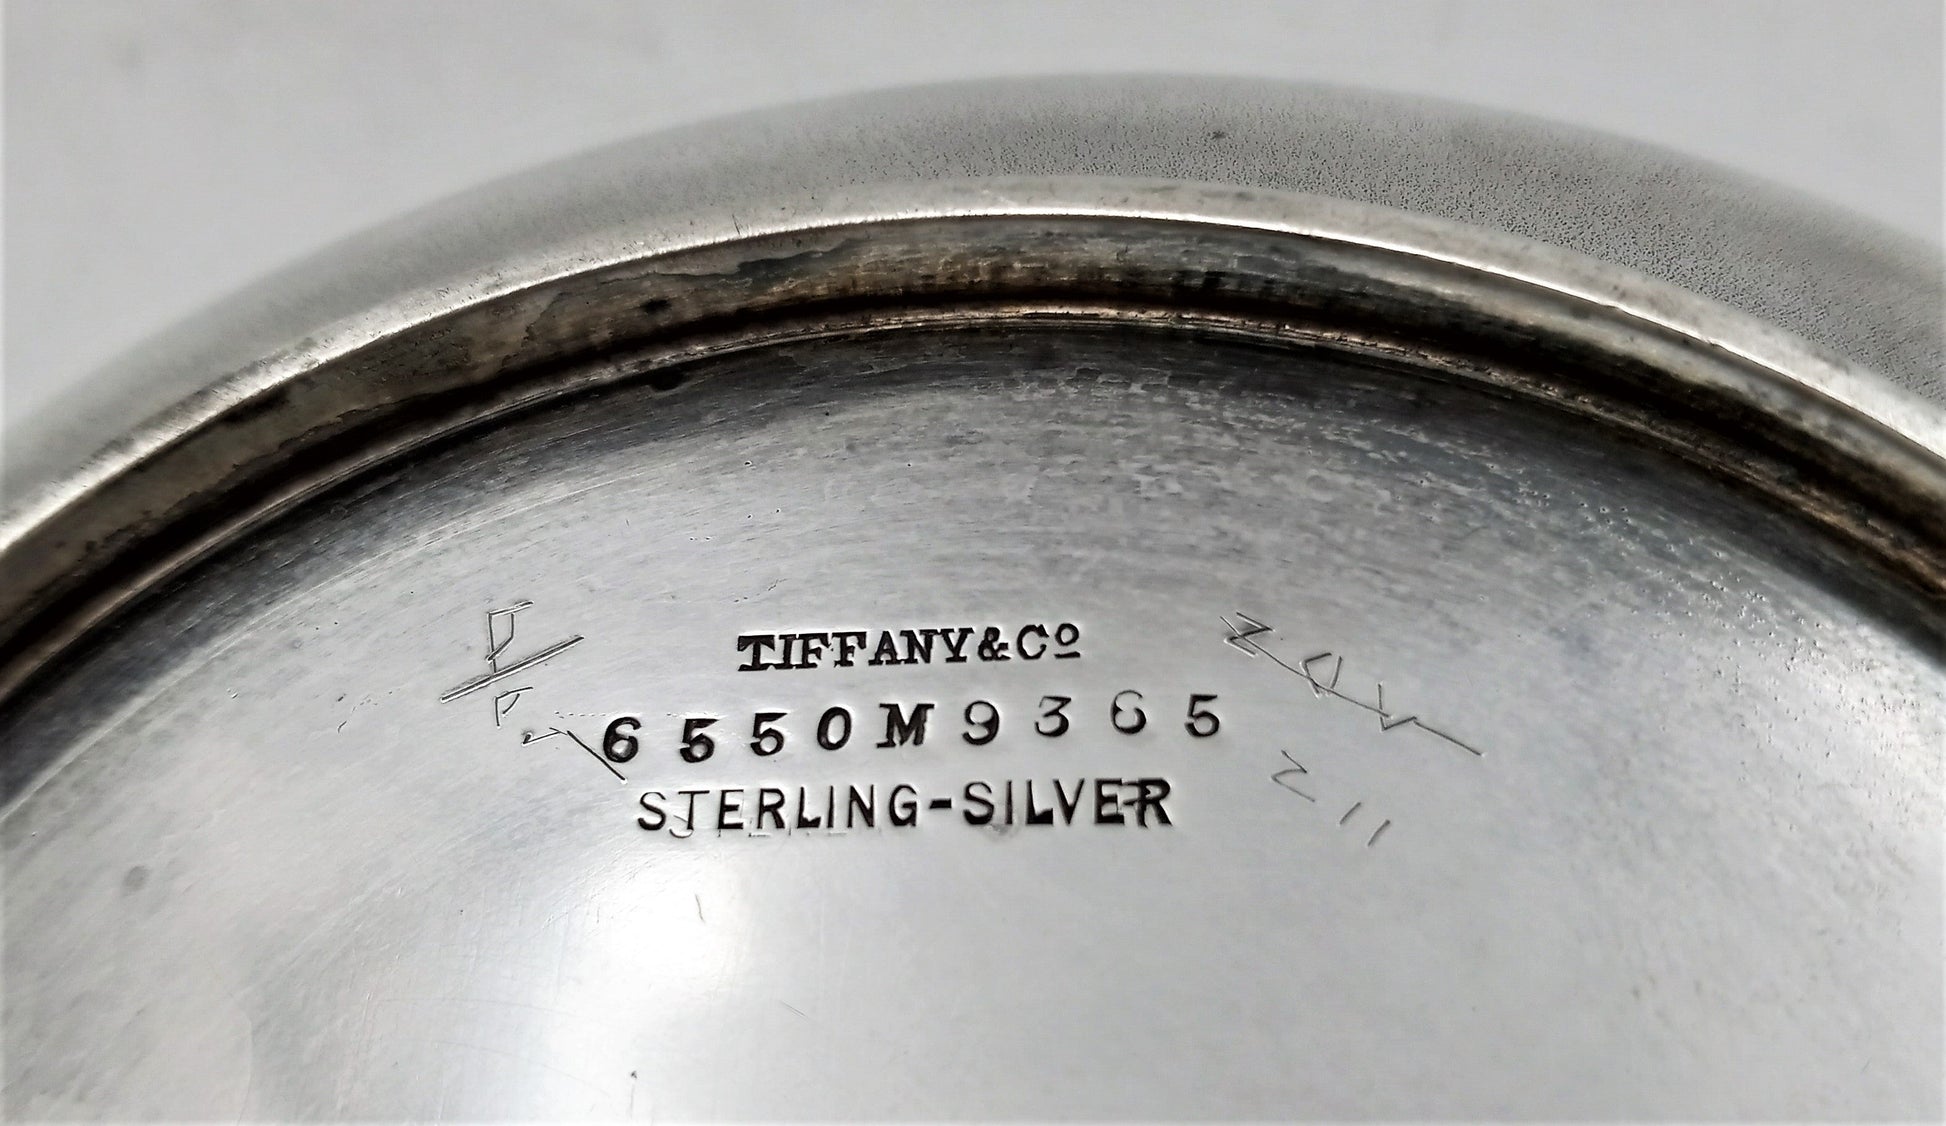 TIFFANY & Cº
6550M9365
STERLING-SILVER